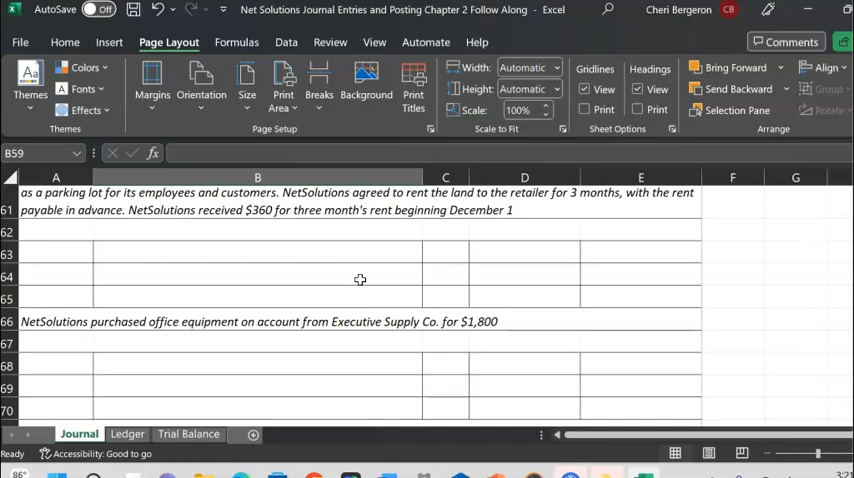 AutoSave Off Net Solutions Journal Entries and Posting Chapter 2 Follow Along - Excel Cheri Bergeron CB
File Home Insert Page Layout Formulas Data Review View Automate Help Comments
Colors Width: Automatic Gridlines Headings Bring Forward Align
Fonts Height: Automatic View View Send Backward Group
Themes Effects Margins Orientation Size Print Area Breaks Background Print Titles Scale: 100% Print Print Selection Pane Rotate
Themes Page Setup Scale to Fit Sheet Options Arrange
B59 fx
A B C D E F G
as a parking lot for its employees and customers. NetSolutions agreed to rent the land to the retailer for 3 months, with the rent
61 payable in advance. NetSolutions received $360 for three month's rent beginning December 1
62
63
64
65
66 NetSolutions purchased office equipment on account from Executive Supply Co. for $1,800
67
68
69
70
Journal Ledger Trial Balance
Ready Accessibility: Good to go
86° 3:21